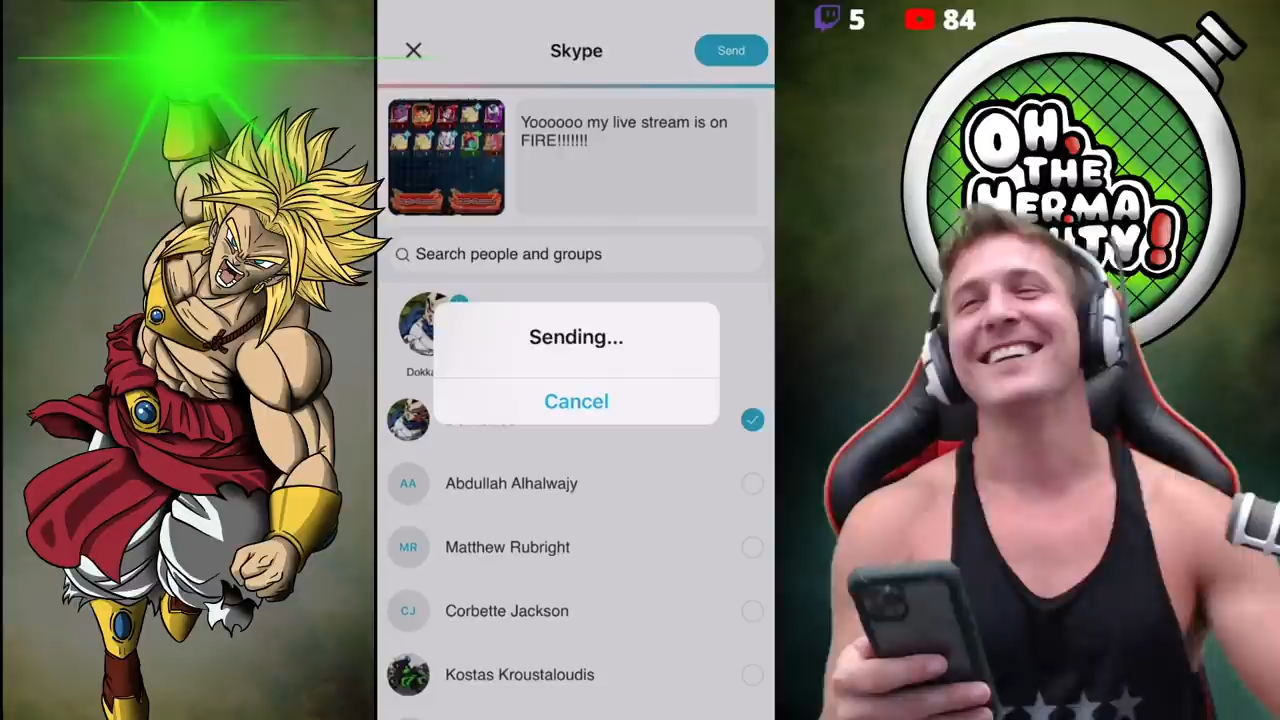 5
84
Skype
Send
Yoooooo my live stream is on
FIRE!!!!!!!
Search people and groups
Sending...
Cancel
AA
Abdullah Alhalwajy
MR
Matthew Rubright
CJ
Corbette Jackson
Kostas Kroustaloudis
OH,
THE